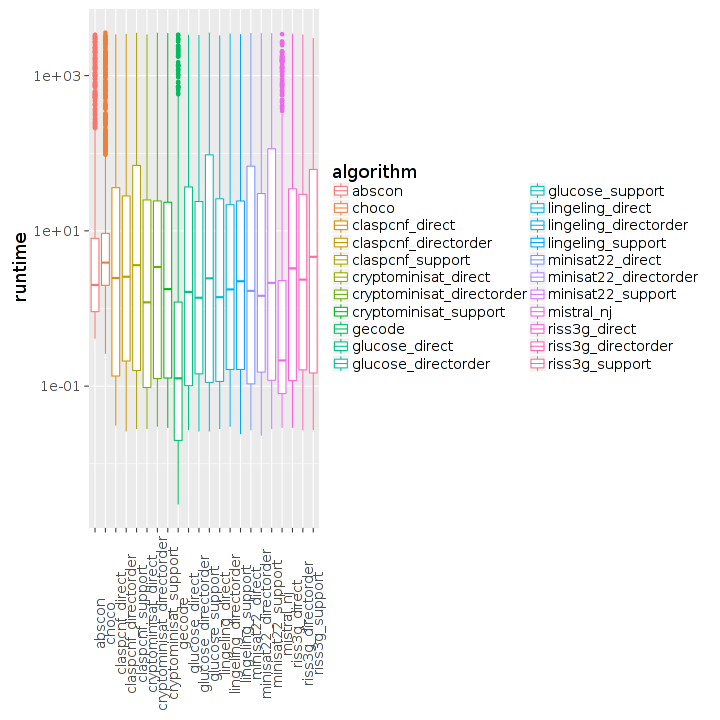 1e+03
1e+01
1e-01
runtime
algorithm
abscon
choco
claspcnf_direct
claspcnf_directorder
claspcnf_support
cryptominisat_direct
cryptominisat_directorder
cryptominisat_support
gecode
glucose_direct
glucose_directorder
glucose_support
lingeling_direct
lingeling_directorder
lingeling_support
minisat22_direct
minisat22_directorder
minisat22_support
mistral_nj
riss3g_direct
riss3g_directorder
riss3g_support
abscon
choco
claspcnf_direct
claspcnf_directorder
claspcnf_support
cryptominisat_direct
cryptominisat_directorder
cryptominisat_support
gecode
glucose_direct
glucose_directorder
glucose_support
lingeling_direct
lingeling_directorder
lingeling_support
minisat22_direct
minisat22_directorder
minisat22_support
mistral_nj
riss3g_direct
riss3g_directorder
riss3g_support